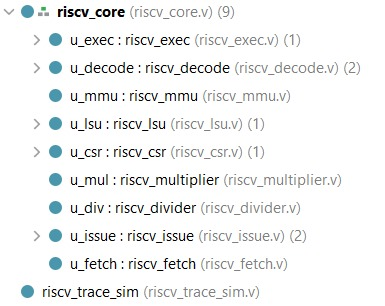 riscv_core (riscv_core.v) (9)
u_exec : riscv_exec (riscv_exec.v) (1)
u_decode : riscv_decode (riscv_decode.v) (2)
u_mmu : riscv_mmu (riscv_mmu.v)
u_lsu : riscv_lsu (riscv_lsu.v) (1)
u_csr : riscv_csr (riscv_csr.v) (1)
u_mul : riscv_multiplier (riscv_multiplier.v)
u_div : riscv_divider (riscv_divider.v)
u_issue : riscv_issue (riscv_issue.v) (2)
u_fetch : riscv_fetch (riscv_fetch.v)
riscv_trace_sim (riscv_trace_sim.v)